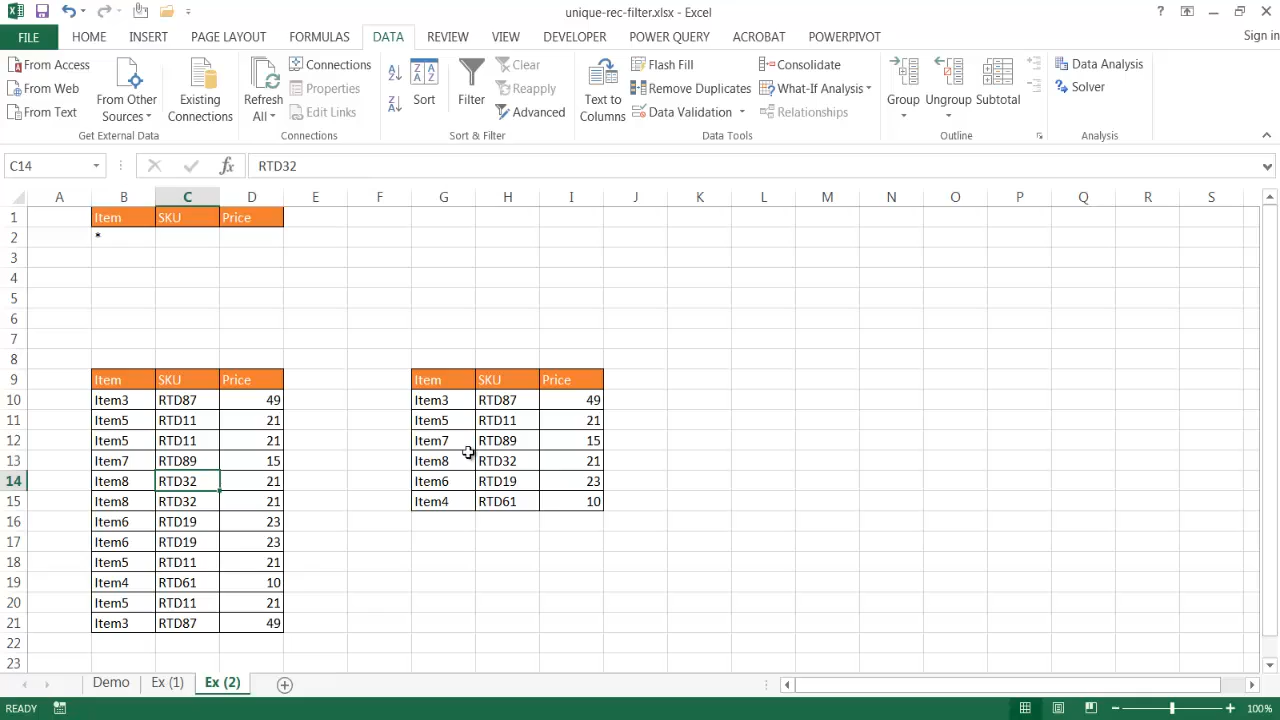 unique-rec-filter.xlsx - Excel
Sign in
FILE HOME INSERT PAGE LAYOUT FORMULAS DATA REVIEW VIEW DEVELOPER POWER QUERY ACROBAT POWERPIVOT
From Access
From Web
From Text
From Other Sources
Existing Connections
Get External Data
Refresh All
Connections
Properties
Edit Links
Connections
Sort
Filter
Clear
Reapply
Advanced
Sort & Filter
Text to Columns
Flash Fill
Remove Duplicates
Data Validation
Consolidate
What-If Analysis
Relationships
Data Tools
Group
Ungroup
Subtotal
Outline
Data Analysis
Solver
Analysis
C14 fx RTD32
A B C D E F G H I J K L M N O P Q R S
1 Item SKU Price
2 *
3
4
5
6
7
8
9 Item SKU Price Item SKU Price
10 Item3 RTD87 49 Item3 RTD87 49
11 Item5 RTD11 21 Item5 RTD11 21
12 Item5 RTD11 21 Item7 RTD89 15
13 Item7 RTD89 15 Item8 RTD32 21
14 Item8 RTD32 21 Item6 RTD19 23
15 Item8 RTD32 21 Item4 RTD61 10
16 Item6 RTD19 23
17 Item6 RTD19 23
18 Item5 RTD11 21
19 Item4 RTD61 10
20 Item5 RTD11 21
21 Item3 RTD87 49
22
23
Demo Ex (1) Ex (2)
READY 100%